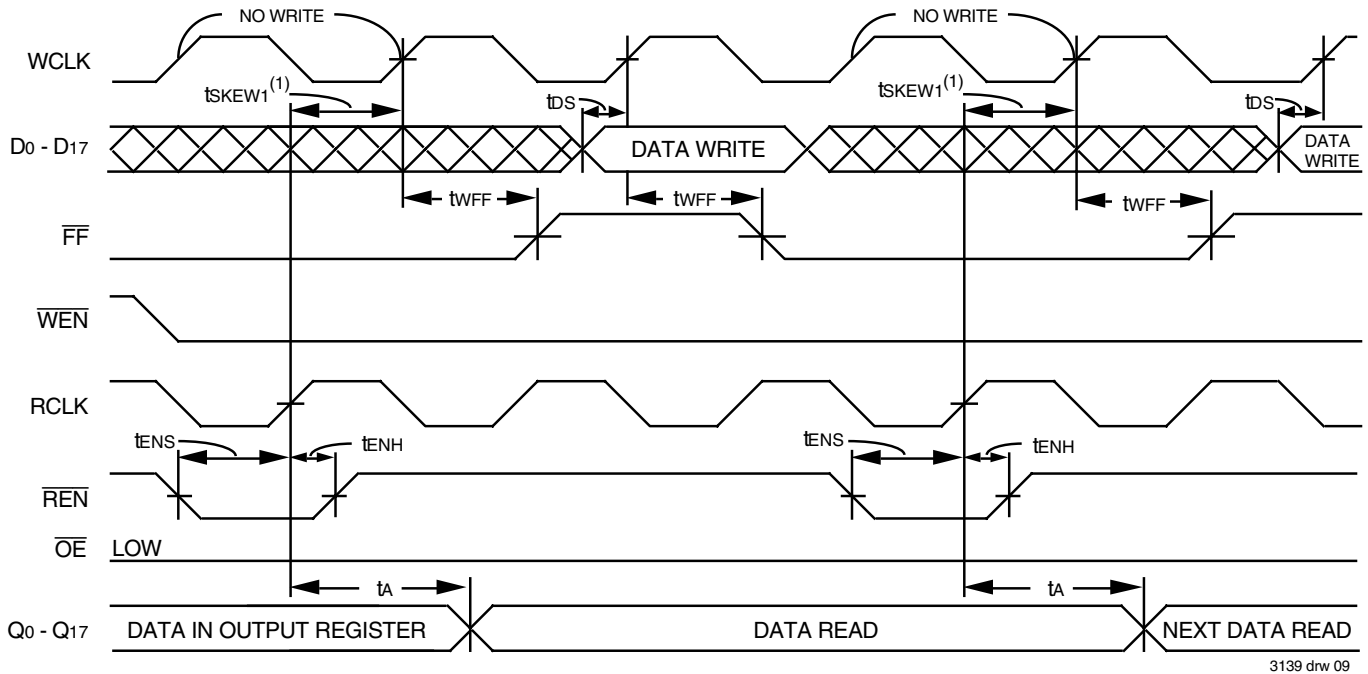 NO WRITE NO WRITE
WCLK
tSKEW1(1) tDS tSKEW1(1) tDS
D0 - D17 DATA WRITE DATA WRITE
tWFF tWFF tWFF
FF
WEN
RCLK
tENS tENH tENS tENH
REN
OE LOW
tA tA
Q0 - Q17 DATA IN OUTPUT REGISTER DATA READ NEXT DATA READ
3139 drw 09